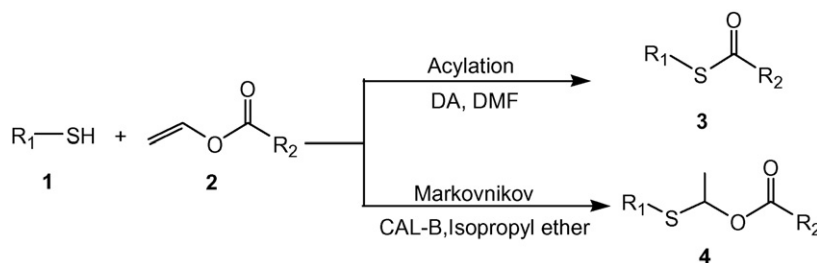 R1—SH
1
+
O
O
R2
2
Acylation
DA, DMF
O
R1
S
R2
3
Markovnikov
CAL-B,Isopropyl ether
O
R1
S
O
R2
4